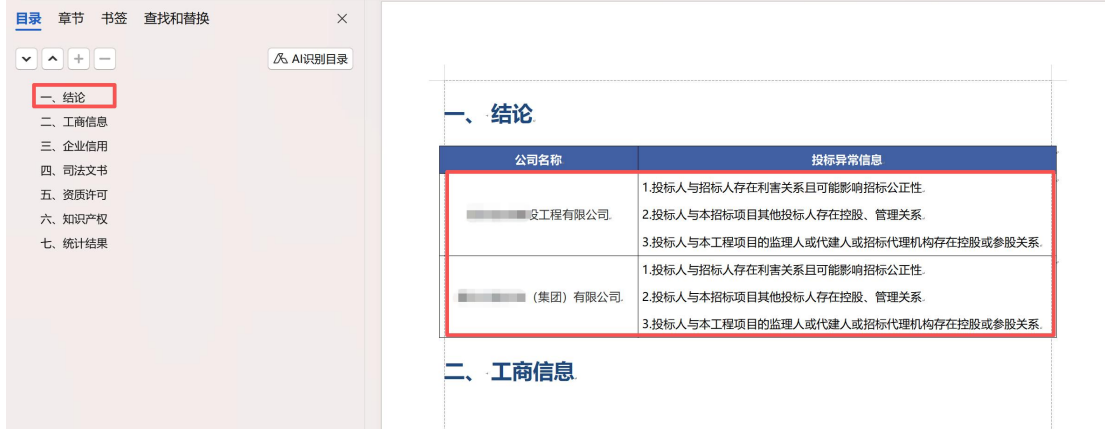 目录 章节 书签 查找和替换
AI识别目录
一、结论
二、工商信息
三、企业信用
四、司法文书
五、资质许可
六、知识产权
七、统计结果
一、结论
公司名称 投标异常信息
设工程有限公司
1.投标人与招标人存在利害关系且可能影响招标公正性
2.投标人与本招标项目其他投标人存在控股、管理关系
3.投标人与本工程项目的监理人或代建人或招标代理机构存在控股或参股关系
（集团）有限公司
1.投标人与招标人存在利害关系且可能影响招标公正性
2.投标人与本招标项目其他投标人存在控股、管理关系
3.投标人与本工程项目的监理人或代建人或招标代理机构存在控股或参股关系
二、工商信息